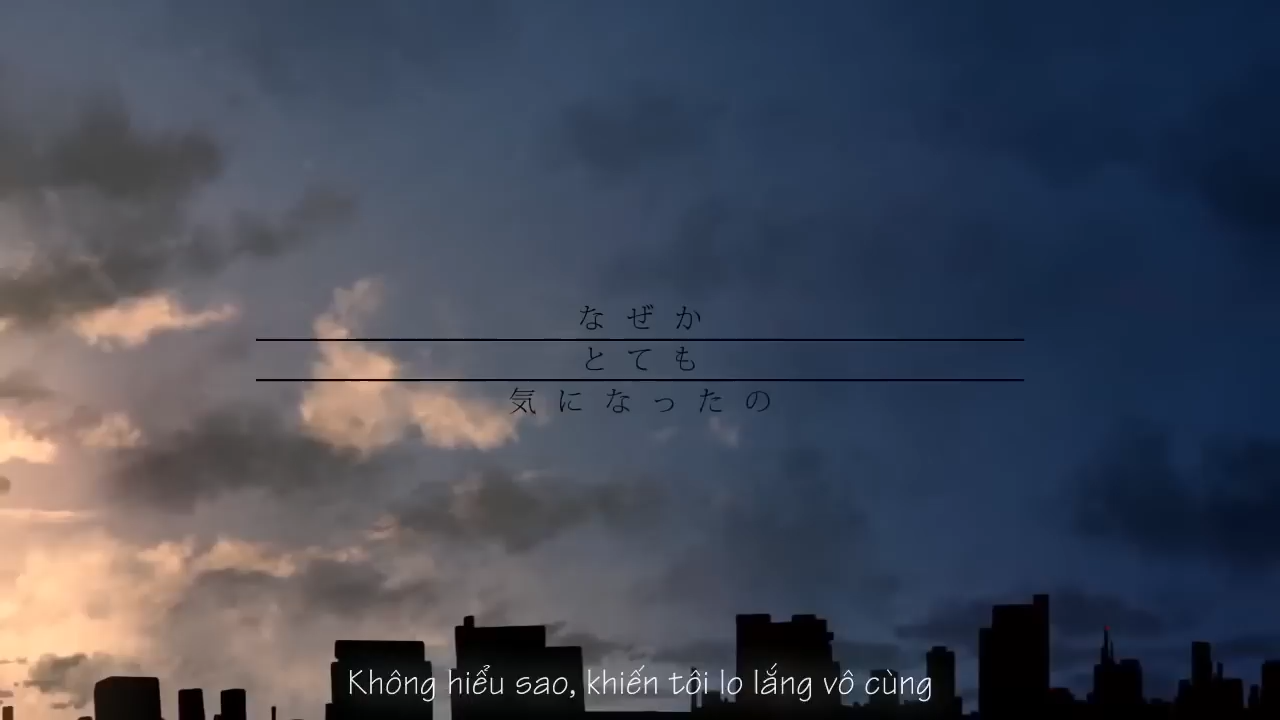 なぜか
とても
気になったの
Không hiểu sao, khiến tôi lo lắng vô cùng